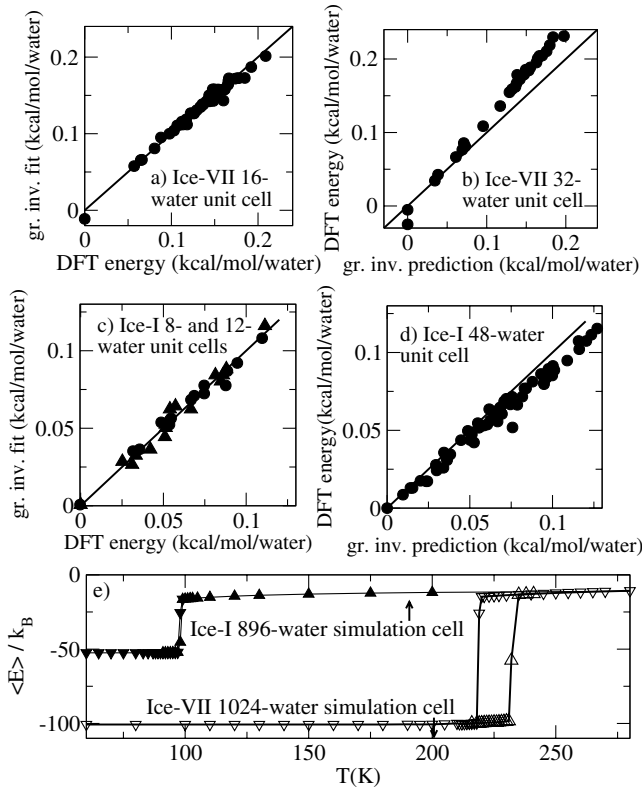 gr. inv. fit (kcal/mol/water)
0.2
0.1
0
a) Ice-VII 16-
water unit cell
0
0.1
0.2
DFT energy (kcal/mol/water)
DFT energy (kcal/mol/water)
0.2
0.1
0
b) Ice-VII 32-
water unit cell
0
0.1
0.2
gr. inv. prediction (kcal/mol/water)
gr. inv. fit (kcal/mol/water)
0.1
0.05
0
c) Ice-I 8- and 12-
water unit cells
0
0.05
0.1
DFT energy (kcal/mol/water)
DFT energy(kcal/mol/water)
0.1
0.05
0
d) Ice-I 48-water
unit cell
0
0.05
0.1
gr. inv. prediction (kcal/mol/water)
<E> / k_B
0
-50
-100
e)
Ice-I 896-water simulation cell
Ice-VII 1024-water simulation cell
100
150
200
250
T(K)